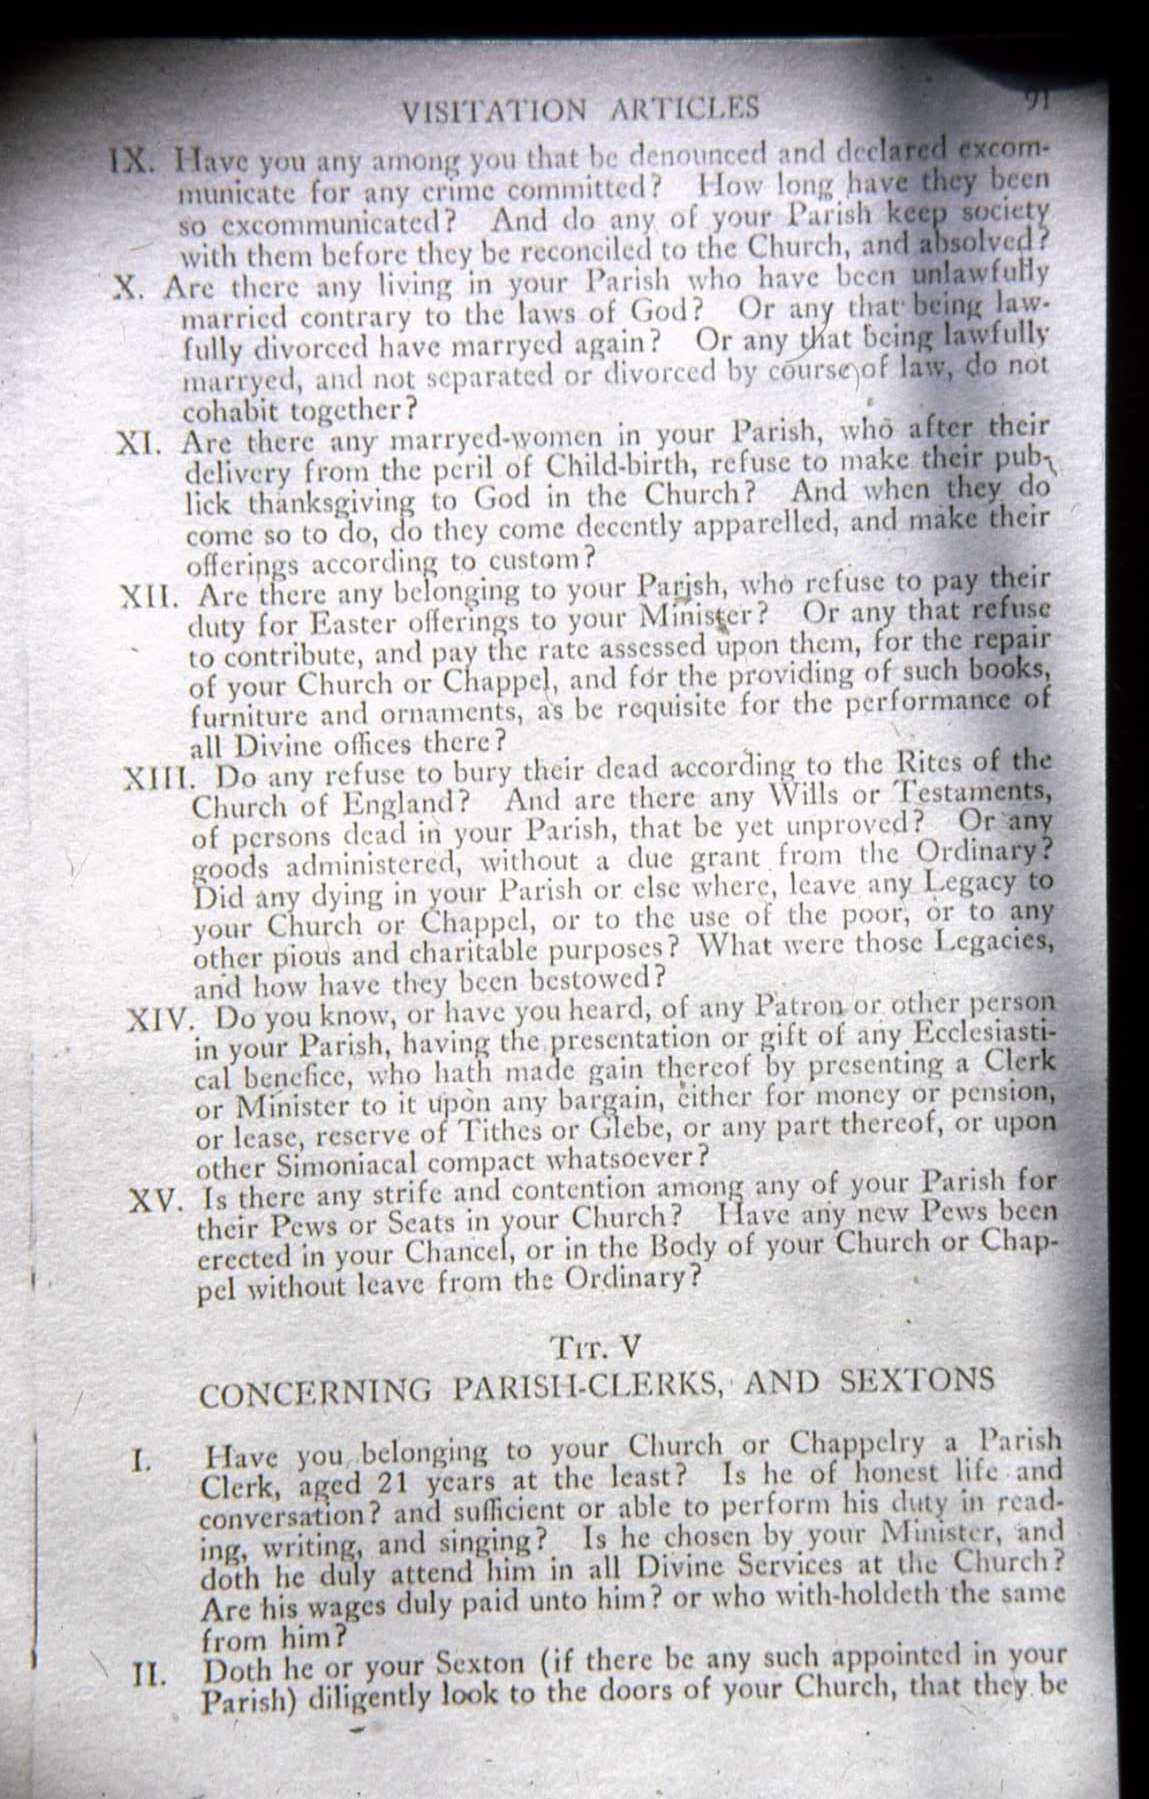 VISITATION ARTICLES 91
IX. Have you any among you that be denounced and declared excom-
municate for any crime committed? How long have they been
so excommunicated? And do any of your Parish keep society
with them before they be reconciled to the Church, and absolved?
X. Are there any living in your Parish who have been unlawfully
married contrary to the laws of God? Or any that being law-
fully divorced have marryed again? Or any that being lawfully
marryed, and not separated or divorced by course of law, do not
cohabit together?
XI. Are there any marryed-women in your Parish, who after their
delivery from the peril of Child-birth, refuse to make their pub-
lick thanksgiving to God in the Church? And when they do
come so to do, do they come decently apparelled, and make their
offerings according to custom?
XII. Are there any belonging to your Parish, who refuse to pay their
duty for Easter offerings to your Minister? Or any that refuse
to contribute, and pay the rate assessed upon them, for the repair
of your Church or Chappel, and for the providing of such books,
furniture and ornaments, as be requisite for the performance of
all Divine offices there?
XIII. Do any refuse to bury their dead according to the Rites of the
Church of England? And are there any Wills or Testaments,
of persons dead in your Parish, that be yet unproved? Or any
goods administered, without a due grant from the Ordinary?
Did any dying in your Parish or else where, leave any Legacy to
your Church or Chappel, or to the use of the poor, or to any
other pious and charitable purposes? What were those Legacies,
and how have they been bestowed?
XIV. Do you know, or have you heard, of any Patron or other person
in your Parish, having the presentation or gift of any Ecclesiasti-
cal benefice, who hath made gain thereof by presenting a Clerk
or Minister to it upon any bargain, either for money or pension,
or lease, reserve of Tithes or Glebe, or any part thereof, or upon
other Simoniacal compact whatsoever?
XV. Is there any strife and contention among any of your Parish for
their Pews or Seats in your Church? Have any new Pews been
erected in your Chancel, or in the Body of your Church or Chap-
pel without leave from the Ordinary?
TIT. V
CONCERNING PARISH-CLERKS, AND SEXTONS
I. Have you belonging to your Church or Chappelry a Parish
Clerk, aged 21 years at the least? Is he of honest life and
conversation? and sufficient or able to perform his duty in read-
ing, writing, and singing? Is he chosen by your Minister, and
doth he duly attend him in all Divine Services at the Church?
Are his wages duly paid unto him? or who with-holdeth the same
from him?
II. Doth he or your Sexton (if there be any such appointed in your
Parish) diligently look to the doors of your Church, that they be